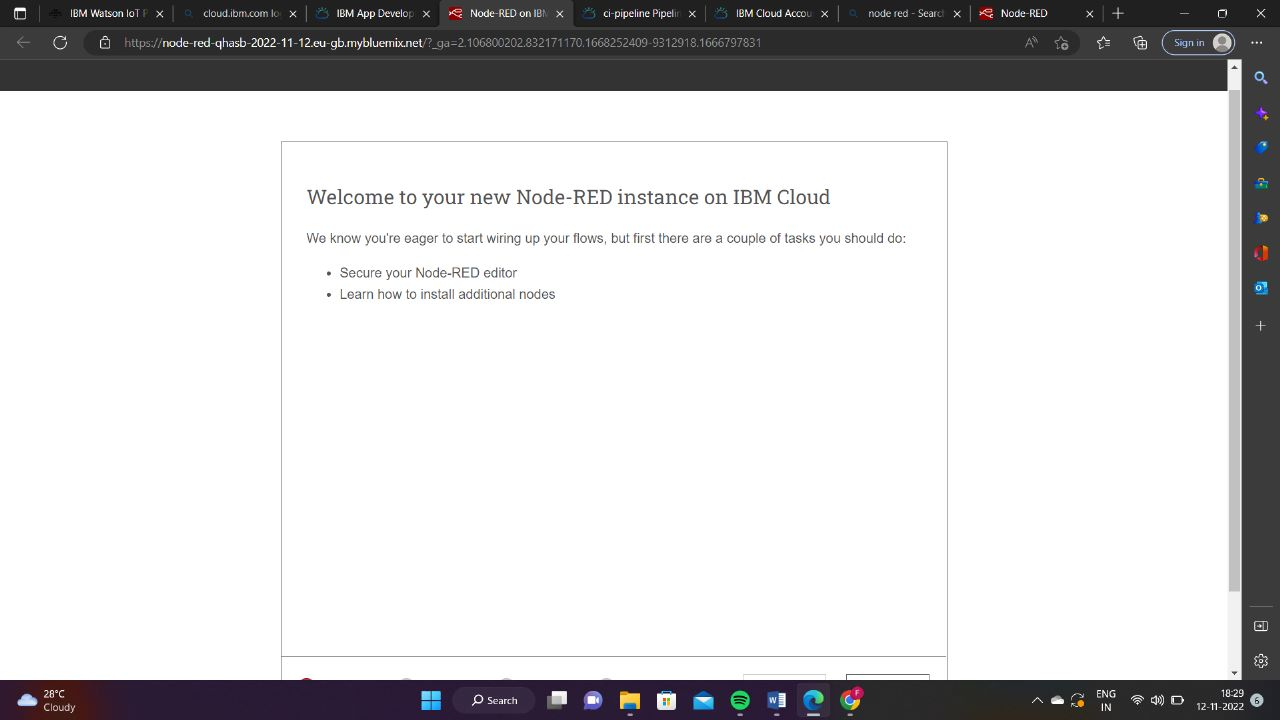 IBM Watson IoT P
cloud.ibm.com lo
IBM App Develop
Node-RED on IBM
ci-pipeline Pipelin
IBM Cloud Accou
node red - Search
Node-RED
https://node-red-qhasb-2022-11-12.eu-gb.mybluemix.net/?_ga=2.106800203.932171170.1668252409-9312918.1666797831
Sign in
Welcome to your new Node-RED instance on IBM Cloud
We know you're eager to start wiring up your flows, but first there are a couple of tasks you should do:
• Secure your Node-RED editor
• Learn how to install additional nodes
28°C
Cloudy
Search
F
ENG
IN
18:29
12-11-2022
6